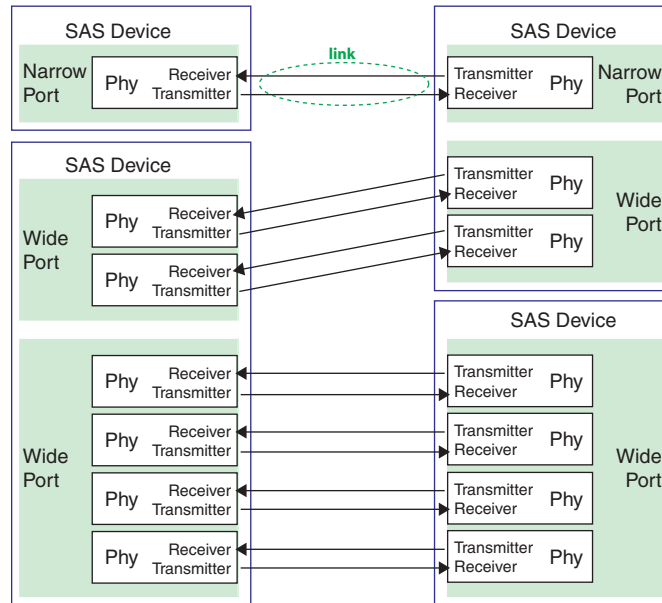 SAS Device
Narrow
Port
Phy
Receiver
Transmitter
link
SAS Device
Transmitter
Receiver
Phy
Narrow
Port
SAS Device
Wide
Port
Phy
Receiver
Transmitter
Phy
Receiver
Transmitter
Transmitter
Receiver
Phy
Transmitter
Receiver
Phy
Wide
Port
Wide
Port
Phy
Receiver
Transmitter
Phy
Receiver
Transmitter
Phy
Receiver
Transmitter
Phy
Receiver
Transmitter
SAS Device
Transmitter
Receiver
Phy
Transmitter
Receiver
Phy
Transmitter
Receiver
Phy
Transmitter
Receiver
Phy
Wide
Port